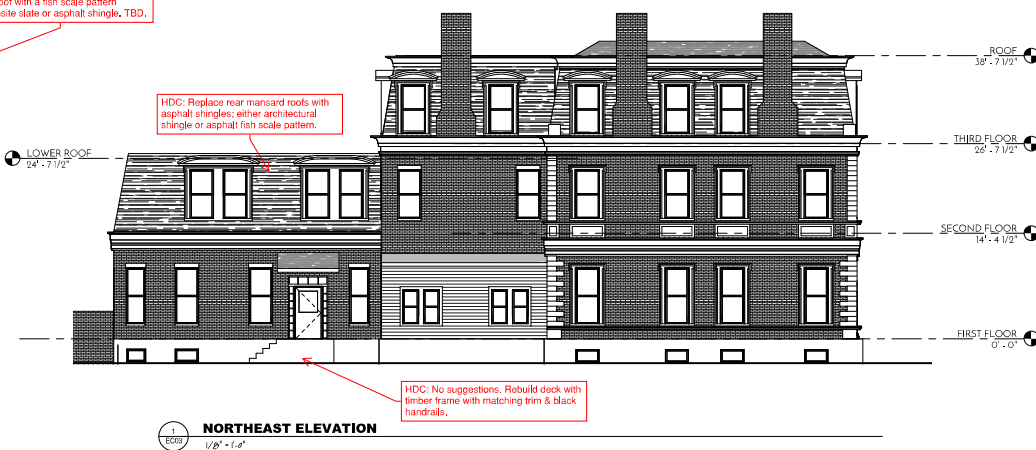 oof with a fish scale pattern
osite slate or asphalt shingle, TBD.
HDC: Replace rear mansard roofs with
asphalt shingles; either architectural
shingle or asphalt fish scale pattern.
ROOF
38' - 7 1/2"
THIRD FLOOR
26' - 7 1/2"
LOWER ROOF
24' - 7 1/2"
SECOND FLOOR
14' - 4 1/2"
FIRST FLOOR
0' - 0"
HDC: No suggestions. Rebuild deck with
timber frame with matching trim & black
handrails.
1
EC03
NORTHEAST ELEVATION
1/8" = 1'-0"